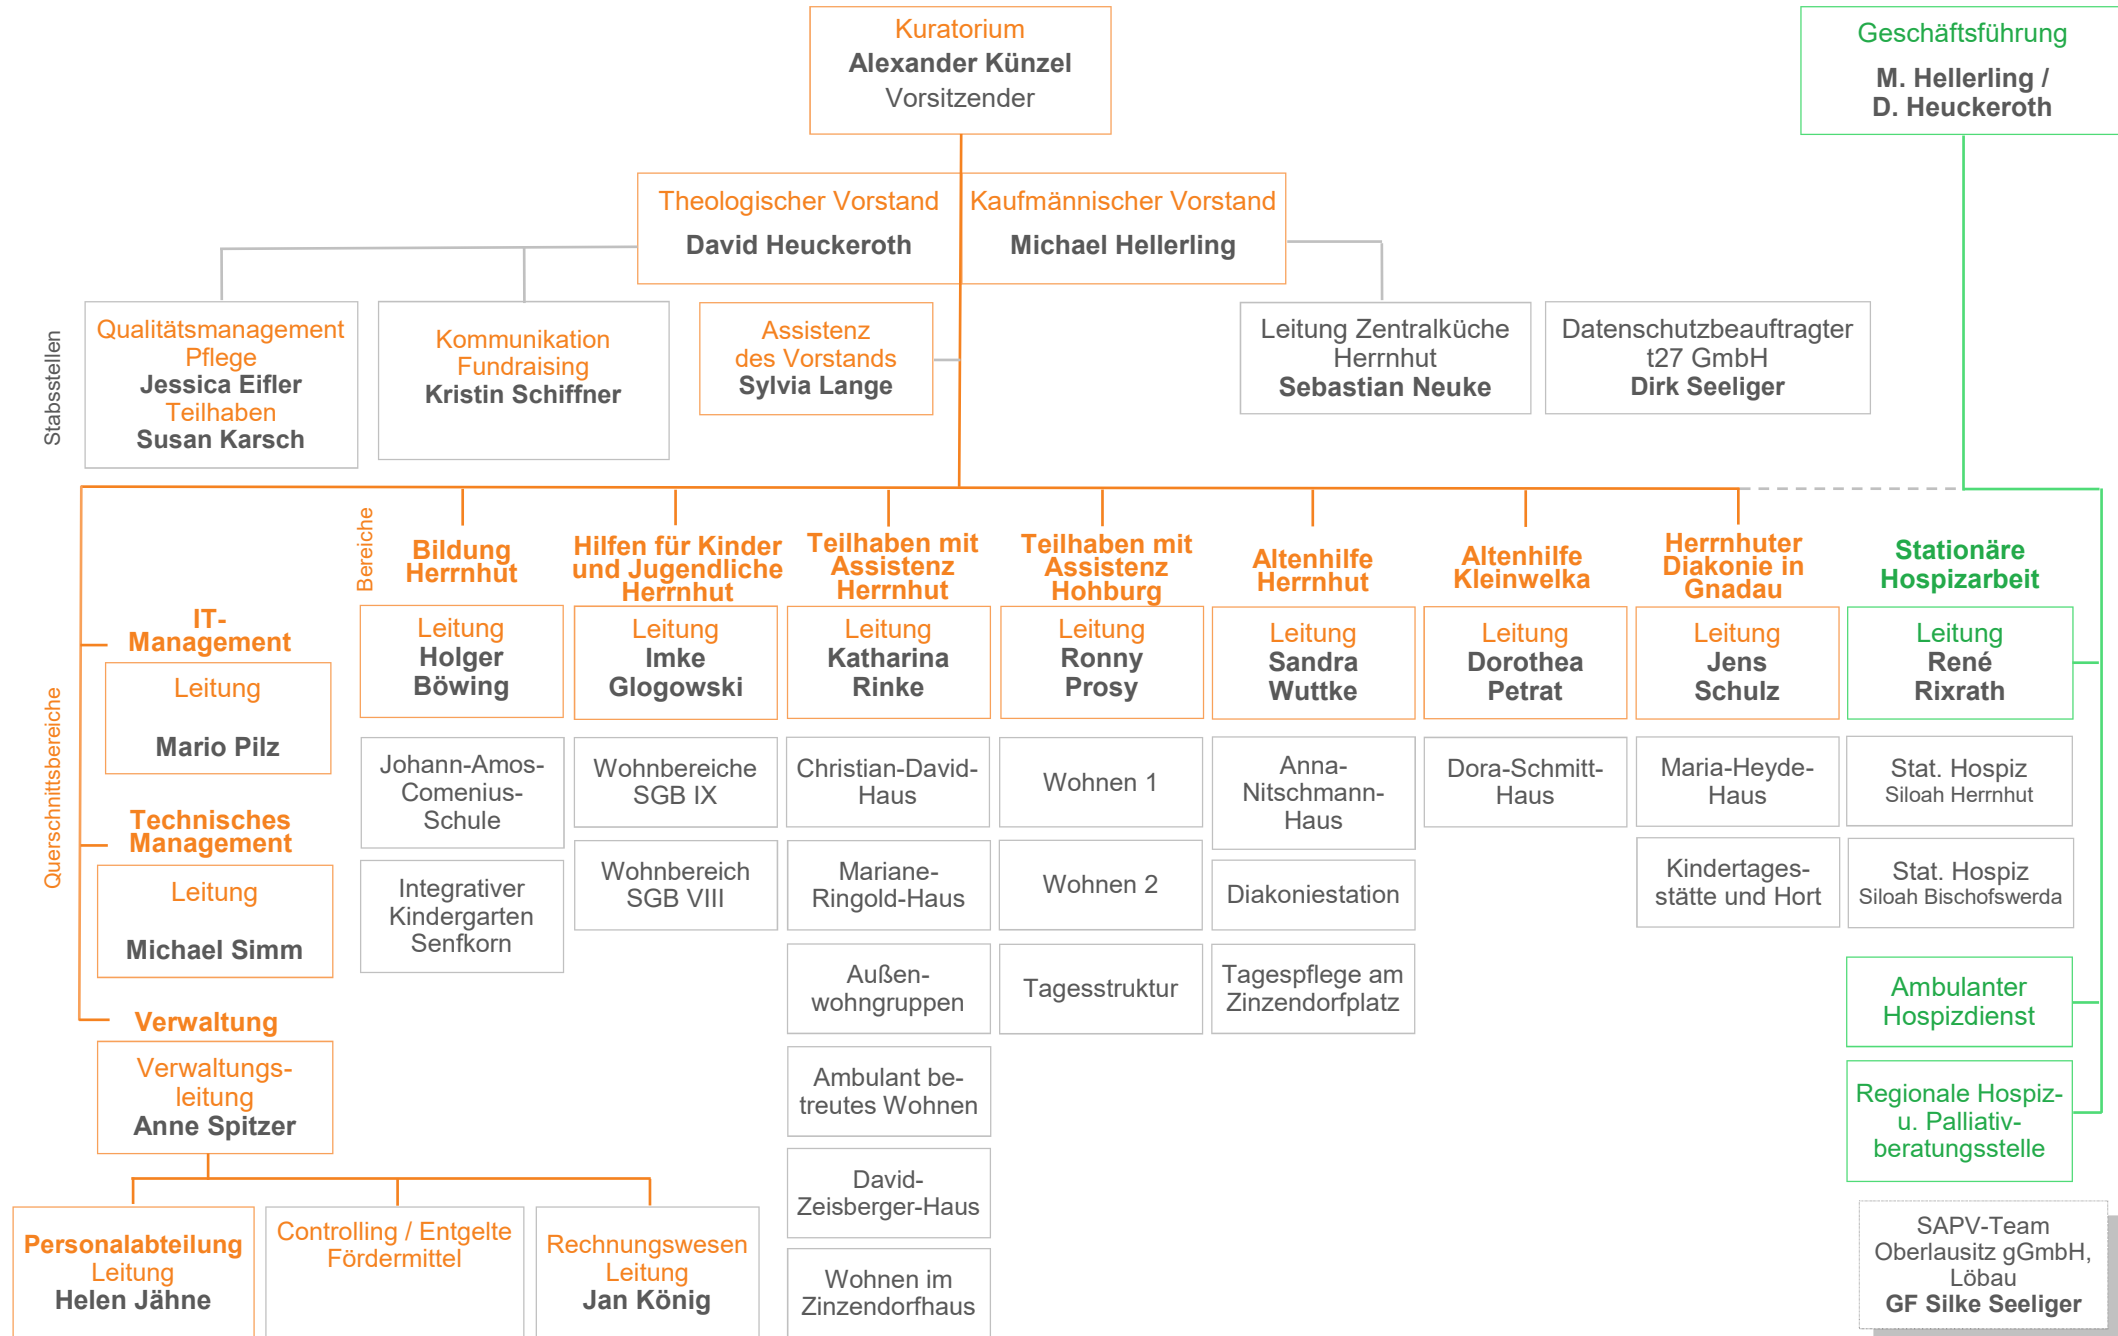 Kuratorium
Alexander Künzel
Vorsitzender
Geschäftsführung
M. Hellerling /
D. Heuckeroth
Theologischer Vorstand
David Heuckeroth
Kaufmännischer Vorstand
Michael Hellerling
Stabsstellen
Qualitätsmanagement
Pflege
Jessica Eifler
Teilhaben
Susan Karsch
Kommunikation
Fundraising
Kristin Schiffner
Assistenz
des Vorstands
Sylvia Lange
Leitung Zentralküche
Herrnhut
Sebastian Neuke
Datenschutzbeauftragter
t27 GmbH
Dirk Seeliger
Querschnittsbereiche
IT-
Management
Leitung
Mario Pilz
Technisches
Management
Leitung
Michael Simm
Verwaltung
Verwaltungs-
leitung
Anne Spitzer
Personalabteilung
Leitung
Helen Jähne
Controlling / Entgelte
Fördermittel
Rechnungswesen
Leitung
Jan König
Bereiche
Bildung
Herrnhut
Leitung
Holger
Böwing
Johann-Amos-
Comenius-
Schule
Integrativer
Kindergarten
Senfkorn
Hilfen für Kinder
und Jugendliche
Herrnhut
Leitung
Imke
Glogowski
Wohnbereiche
SGB IX
Wohnbereich
SGB VIII
Teilhaben mit
Assistenz
Herrnhut
Leitung
Katharina
Rinke
Christian-David-
Haus
Mariane-
Ringold-Haus
Außen-
wohngruppen
Ambulant be-
treutes Wohnen
David-
Zeisberger-Haus
Wohnen im
Zinzendorfhaus
Teilhaben mit
Assistenz
Hohburg
Leitung
Ronny
Prosy
Wohnen 1
Wohnen 2
Tagesstruktur
Altenhilfe
Herrnhut
Leitung
Sandra
Wuttke
Anna-
Nitschmann-
Haus
Diakoniestation
Tagespflege am
Zinzendorfplatz
Altenhilfe
Kleinwelka
Leitung
Dorothea
Petrat
Dora-Schmitt-
Haus
Herrnhuter
Diakonie in
Gnadau
Leitung
Jens
Schulz
Maria-Heyde-
Haus
Kindertages-
stätte und Hort
Stationäre
Hospizarbeit
Leitung
René
Rixrath
Stat. Hospiz
Siloah Herrnhut
Stat. Hospiz
Siloah Bischofswerda
Ambulanter
Hospizdienst
Regionale Hospiz-
u. Palliativ-
beratungsstelle
SAPV-Team
Oberlausitz gGmbH,
Löbau
GF Silke Seeliger